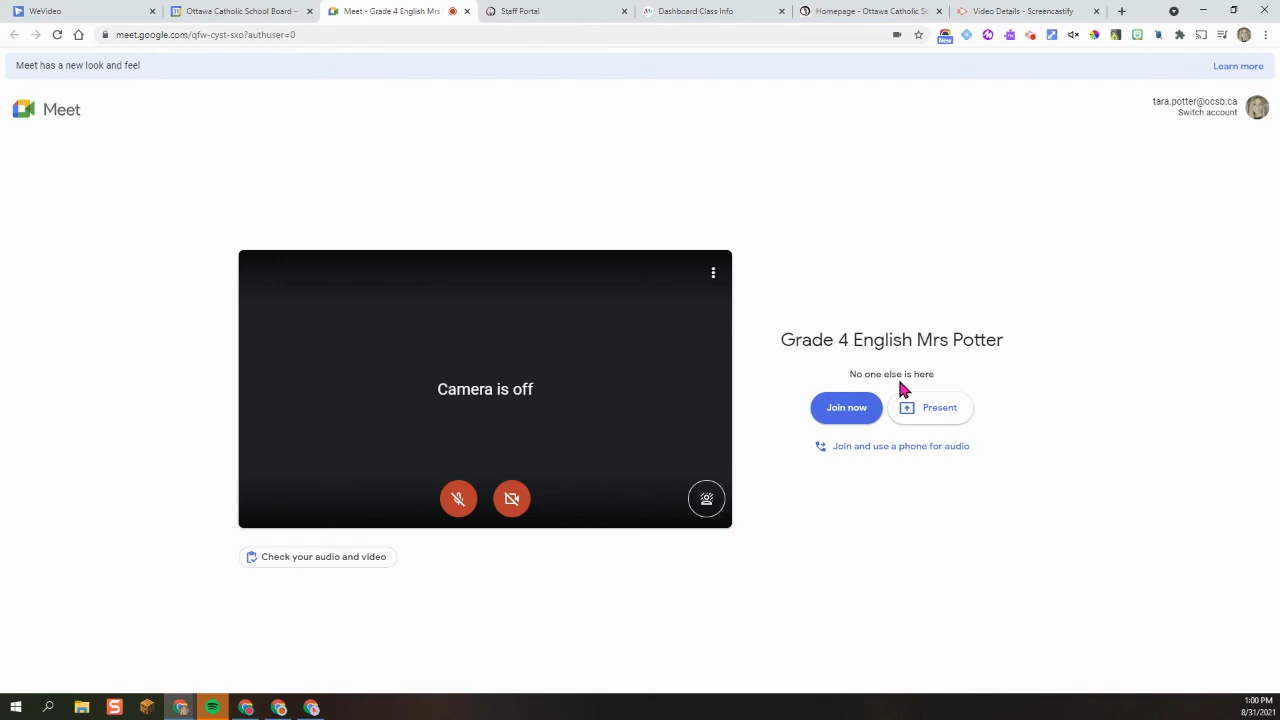 WeVideo
Ottawa Catholic School Board –
Meet - Grade 4 English Mrs
Staff Portal
Dashboard Class Info
Homepage - Ottawa Catholic S
Video Details - Screencastify
meet.google.com/qfw-cyst-sxo?authuser=0
New
Meet has a new look and feel
Learn more
Meet
tara.potter@ocsb.ca
Switch account
Camera is off
Grade 4 English Mrs Potter
No one else is here
Join now
Present
Join and use a phone for audio
Check your audio and video
1:00 PM
8/31/2021